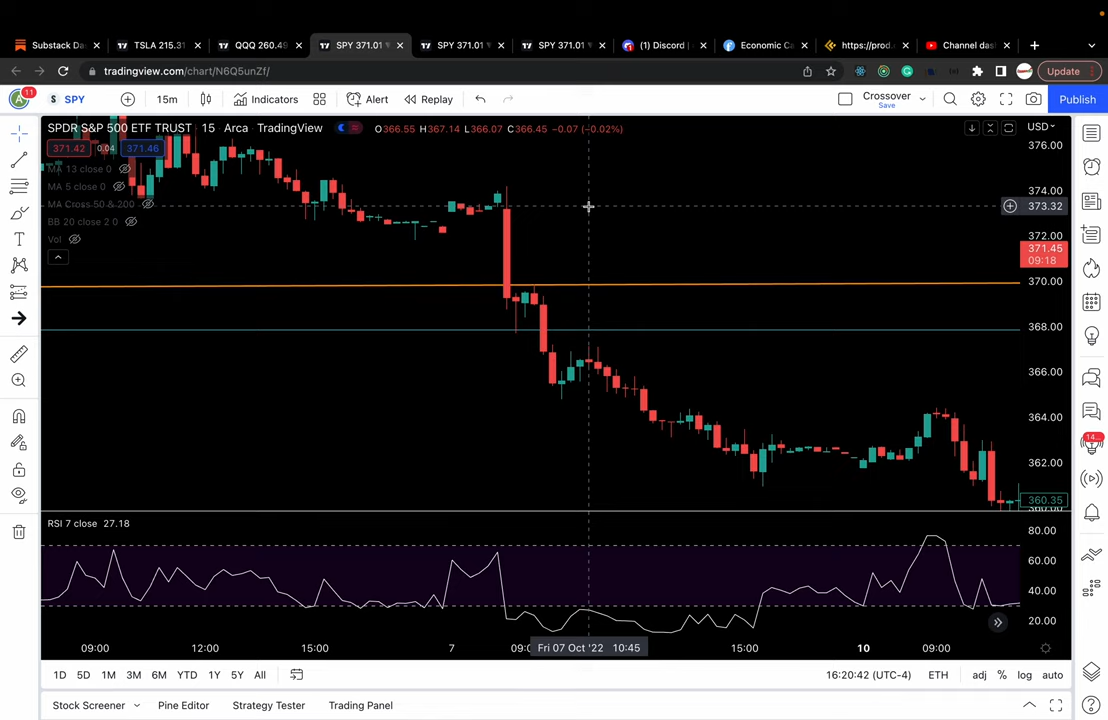 Substack Da
TSLA 215.31
QQQ 260.49
SPY 371.01
SPY 371.01
SPY 371.01
Discord |
Economic Ca
https://prod.
Channel das
tradingview.com/chart/N6Q5unZf/
Update
A
11
S
SPY
15m
Indicators
Alert
Replay
Crossover
Save
Publish
SPDR S&P 500 ETF TRUST · 15 · Arca · TradingView
O366.55 H367.14 L366.07 C366.45 -0.07 (-0.02%)
USD
371.42
0.04
371.46
MA 13 close 0
MA 5 close 0
MA Cross 50 & 200
BB 20 close 2 0
Vol
376.00
374.00
373.32
372.00
371.45
09:18
370.00
368.00
366.00
364.00
362.00
360.35
360.00
RSI 7 close 27.18
80.00
60.00
40.00
20.00
14
09:00
12:00
15:00
7
09:0
Fri 07 Oct '22 10:45
15:00
10
09:00
1D
5D
1M
3M
6M
YTD
1Y
5Y
All
16:20:42 (UTC-4)
ETH
adj
%
log
auto
Stock Screener
Pine Editor
Strategy Tester
Trading Panel